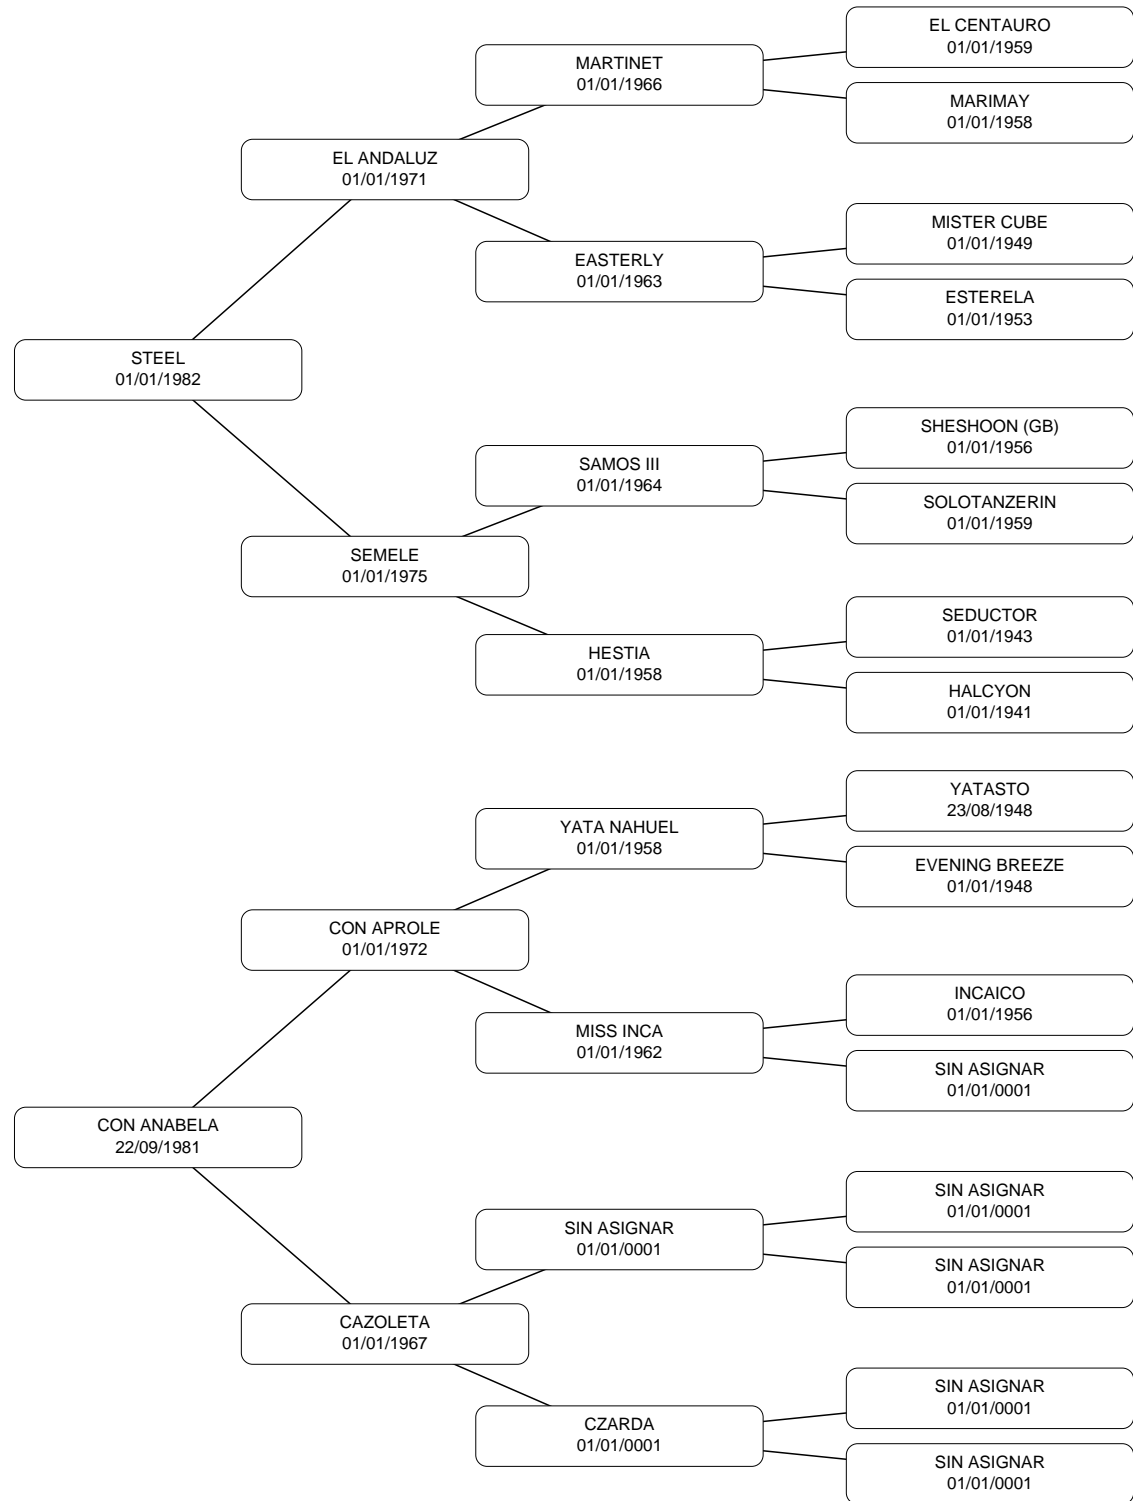 EL CENTAURO
01/01/1959
MARTINET
01/01/1966
MARIMAY
01/01/1958
EL ANDALUZ
01/01/1971
MISTER CUBE
01/01/1949
EASTERLY
01/01/1963
ESTERELA
01/01/1953
STEEL
01/01/1982
SHESHOON (GB)
01/01/1956
SAMOS III
01/01/1964
SOLOTANZERIN
01/01/1959
SEMELE
01/01/1975
SEDUCTOR
01/01/1943
HESTIA
01/01/1958
HALCYON
01/01/1941
YATASTO
23/08/1948
YATA NAHUEL
01/01/1958
EVENING BREEZE
01/01/1948
CON APROLE
01/01/1972
INCAICO
01/01/1956
MISS INCA
01/01/1962
SIN ASIGNAR
01/01/0001
CON ANABELA
22/09/1981
SIN ASIGNAR
01/01/0001
SIN ASIGNAR
01/01/0001
SIN ASIGNAR
01/01/0001
CAZOLETA
01/01/1967
SIN ASIGNAR
01/01/0001
CZARDA
01/01/0001
SIN ASIGNAR
01/01/0001